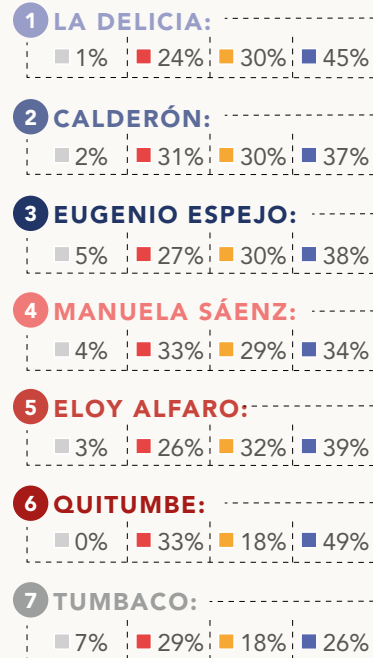 1 LA DELICIA:
1% 24% 30% 45%
2 CALDERÓN:
2% 31% 30% 37%
3 EUGENIO ESPEJO:
5% 27% 30% 38%
4 MANUELA SÁENZ:
4% 33% 29% 34%
5 ELOY ALFARO:
3% 26% 32% 39%
6 QUITUMBE:
0% 33% 18% 49%
7 TUMBACO:
7% 29% 18% 26%